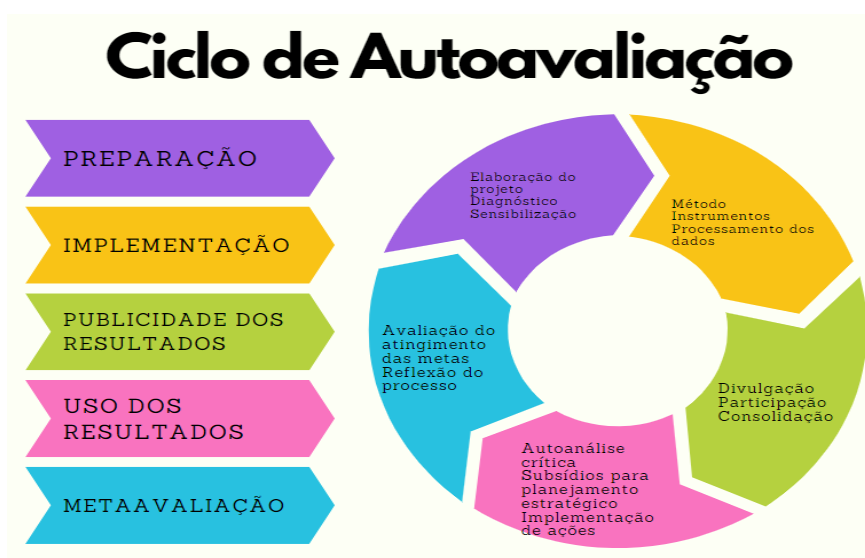 Ciclo de Autoavaliação
PREPARAÇÃO
IMPLEMENTAÇÃO
PUBLICIDADE DOS
RESULTADOS
USO DOS
RESULTADOS
METAAVALIAÇÃO
Elaboração do
projeto
Diagnóstico
Sensibilização
Método
Instrumentos
Processamento dos
dados
Divulgação
Participação
Consolidação
Autoanálise
crítica
Subsídios para
planejamento
estratégico
Implementação
de ações
Avaliação do
atingimento
das metas
Reflexão do
processo